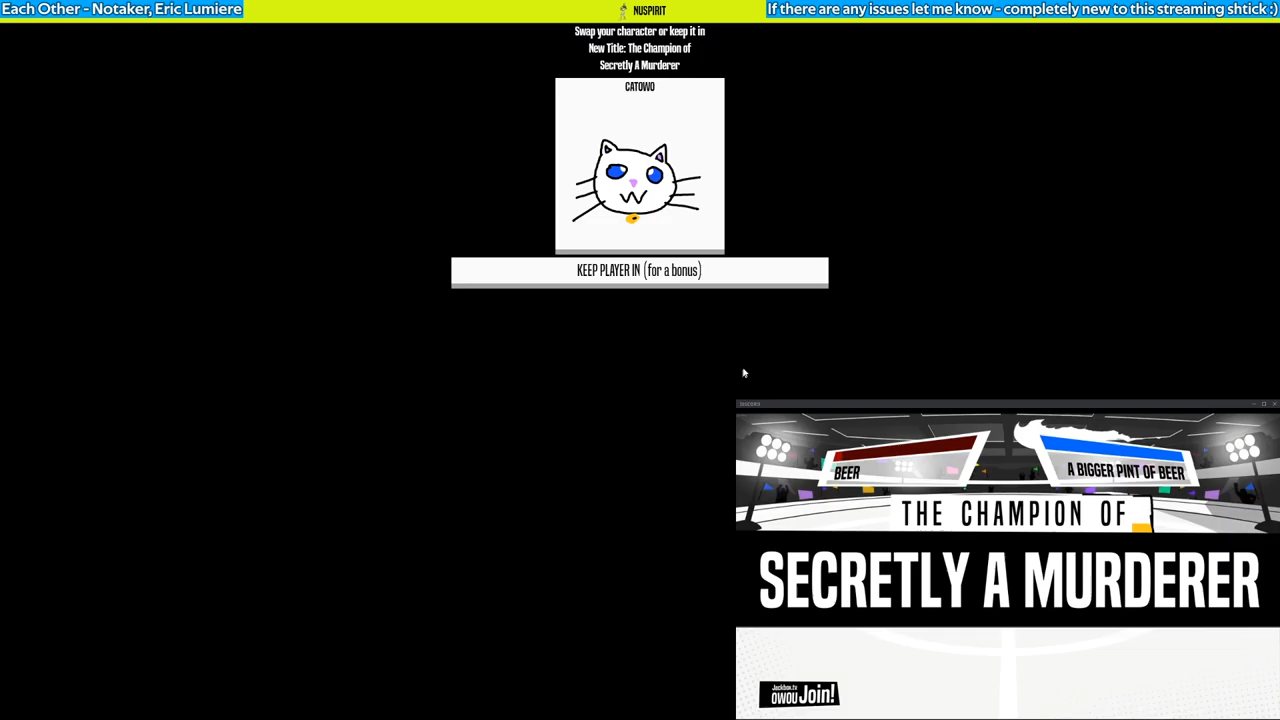 Each Other - Notaker, Eric Lumiere
NUSPIRIT
If there are any issues let me know - completely new to this streaming shtick :)
Swap your character or keep it in
New Title: The Champion of
Secretly A Murderer
CATOWO
KEEP PLAYER IN (for a bonus)
BEER
A BIGGER PINT OF BEER
THE CHAMPION OF
SECRETLY A MURDERER
Jackbox.tv
OWOU Join!